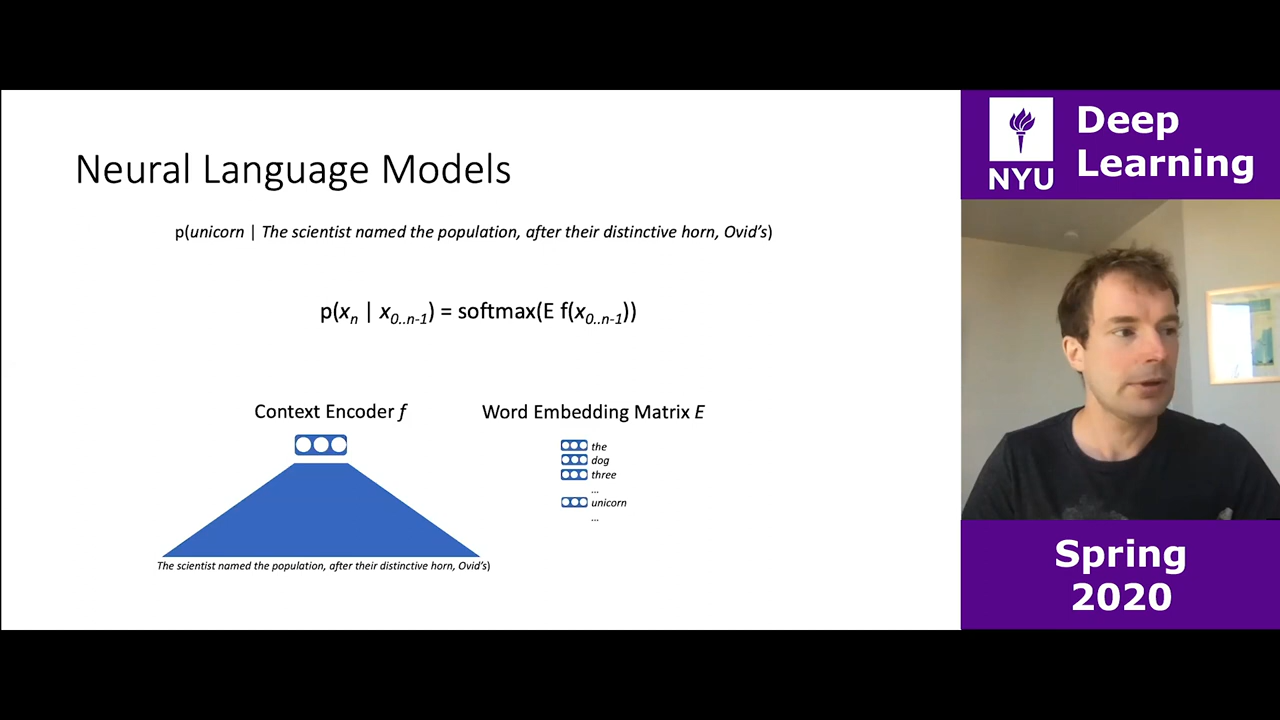 Neural Language Models
p(unicorn | The scientist named the population, after their distinctive horn, Ovid's)
p(xn | x0..n-1) = softmax(E f(x0..n-1))
Context Encoder f
Word Embedding Matrix E
the
dog
three
...
unicorn
...
The scientist named the population, after their distinctive horn, Ovid's)
NYU
Deep
Learning
Spring
2020